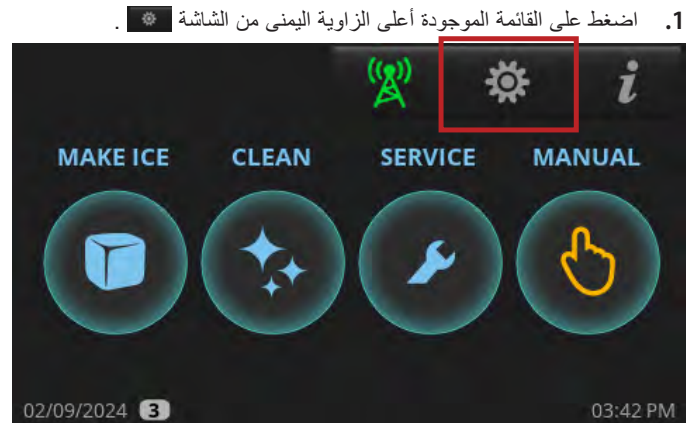 1. اضغط على القائمة الموجودة أعلى الزاوية اليمنى من الشاشة .
i
MAKE ICE CLEAN SERVICE MANUAL
02/09/2024 3 03:42 PM